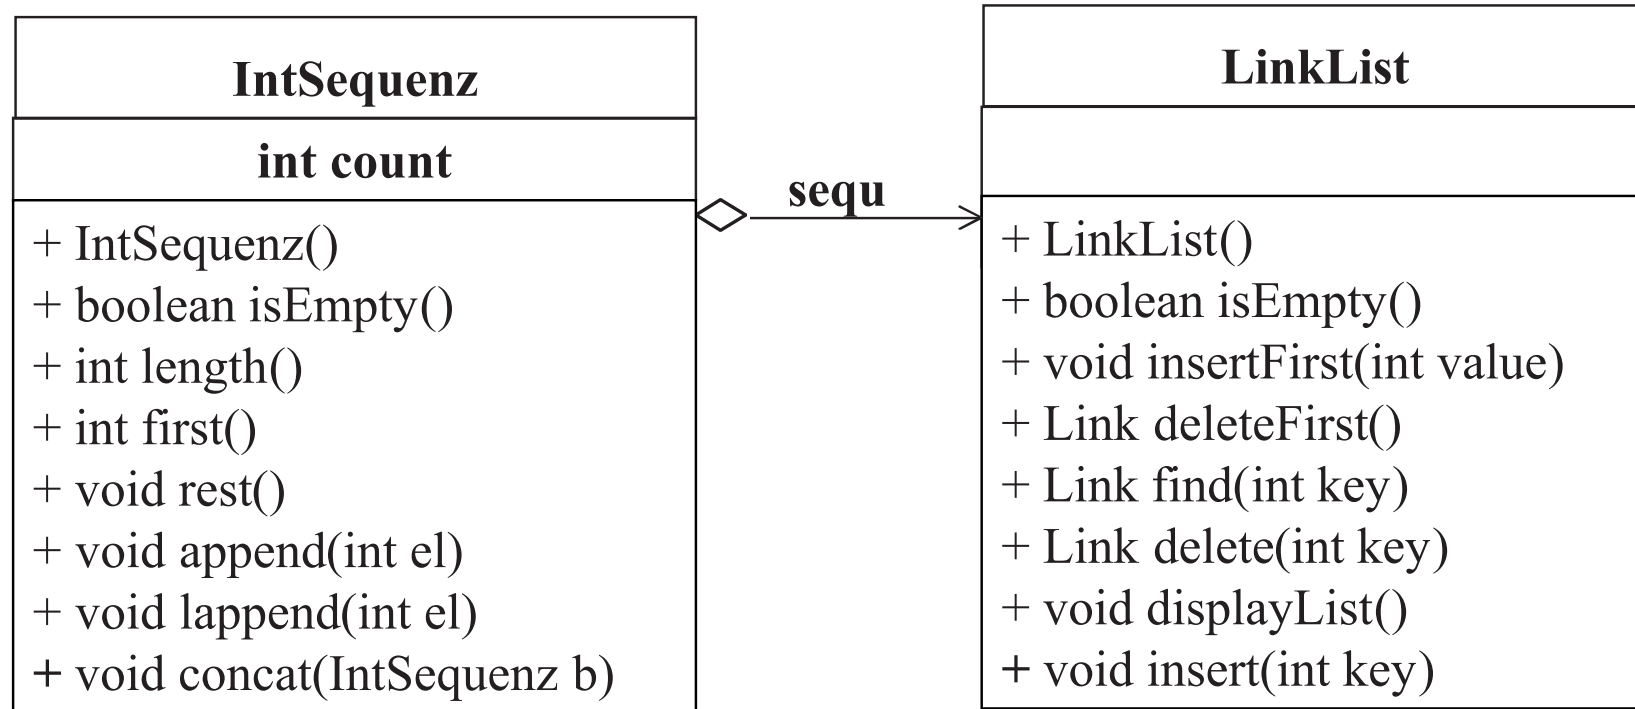 IntSequenz
int count
+ IntSequenz()
+ boolean isEmpty()
+ int length()
+ int first()
+ void rest()
+ void append(int el)
+ void lappend(int el)
+ void concat(IntSequenz b)
sequ
LinkList
+ LinkList()
+ boolean isEmpty()
+ void insertFirst(int value)
+ Link deleteFirst()
+ Link find(int key)
+ Link delete(int key)
+ void displayList()
+ void insert(int key)